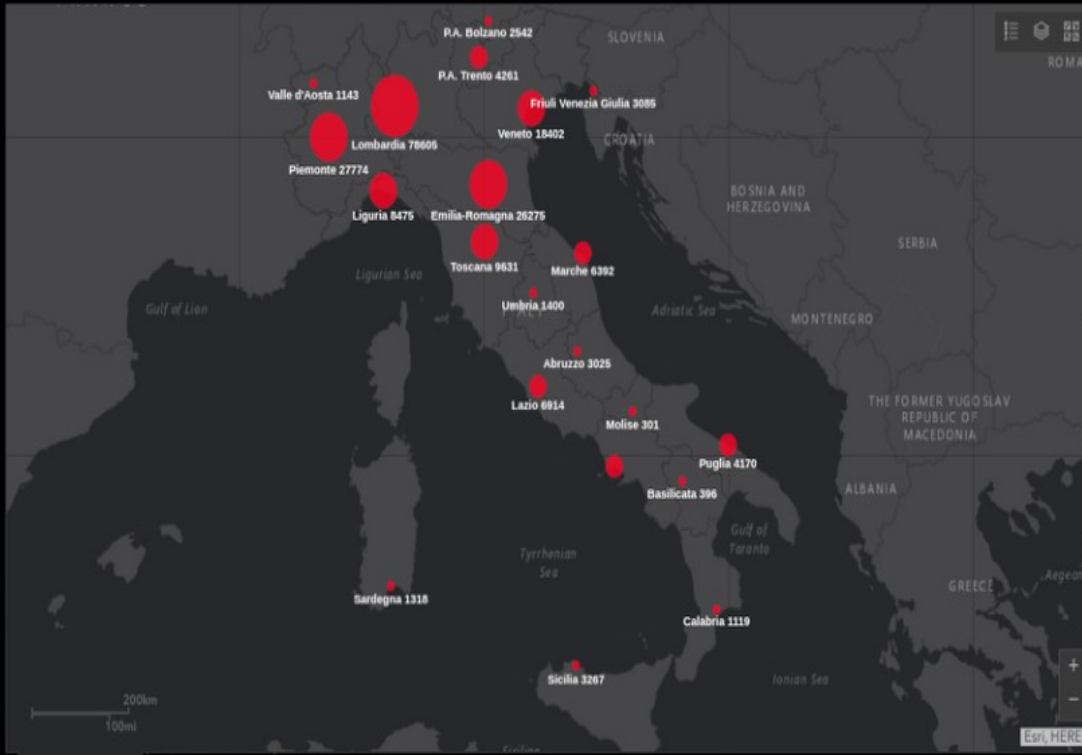 P.A. Bolzano 2542
SLOVENIA
P.A. Trento 4261
Valle d'Aosta 1143
Friuli Venezia Giulia 3085
Veneto 18402
CROATIA
Lombardia 78605
Piemonte 27774
BOSNIA AND
HERZEGOVINA
Liguria 8475
Emilia-Romagna 26275
SERBIA
Toscana 9631
Marche 6392
Ligurian Sea
Gulf of Lion
Umbria 1400
Adriatic Sea
MONTENEGRO
Abruzzo 3025
Lazio 6914
THE FORMER YUGOSLAV
REPUBLIC OF
MACEDONIA
Molise 301
Puglia 4170
Basilicata 396
ALBANIA
Gulf of
Taranto
Tyrrhenian
Sea
GREECE
Aegean
Sardegna 1318
Calabria 1119
Sicilia 3267
Ionian Sea
200km
100mi
+
−
Esri, HERE